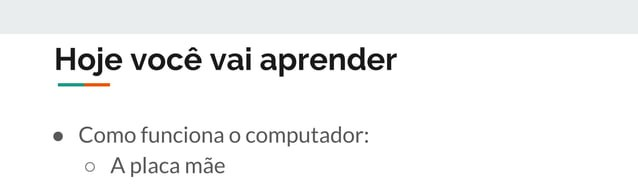 Hoje você vai aprender
● Como funciona o computador:
○ A placa mãe